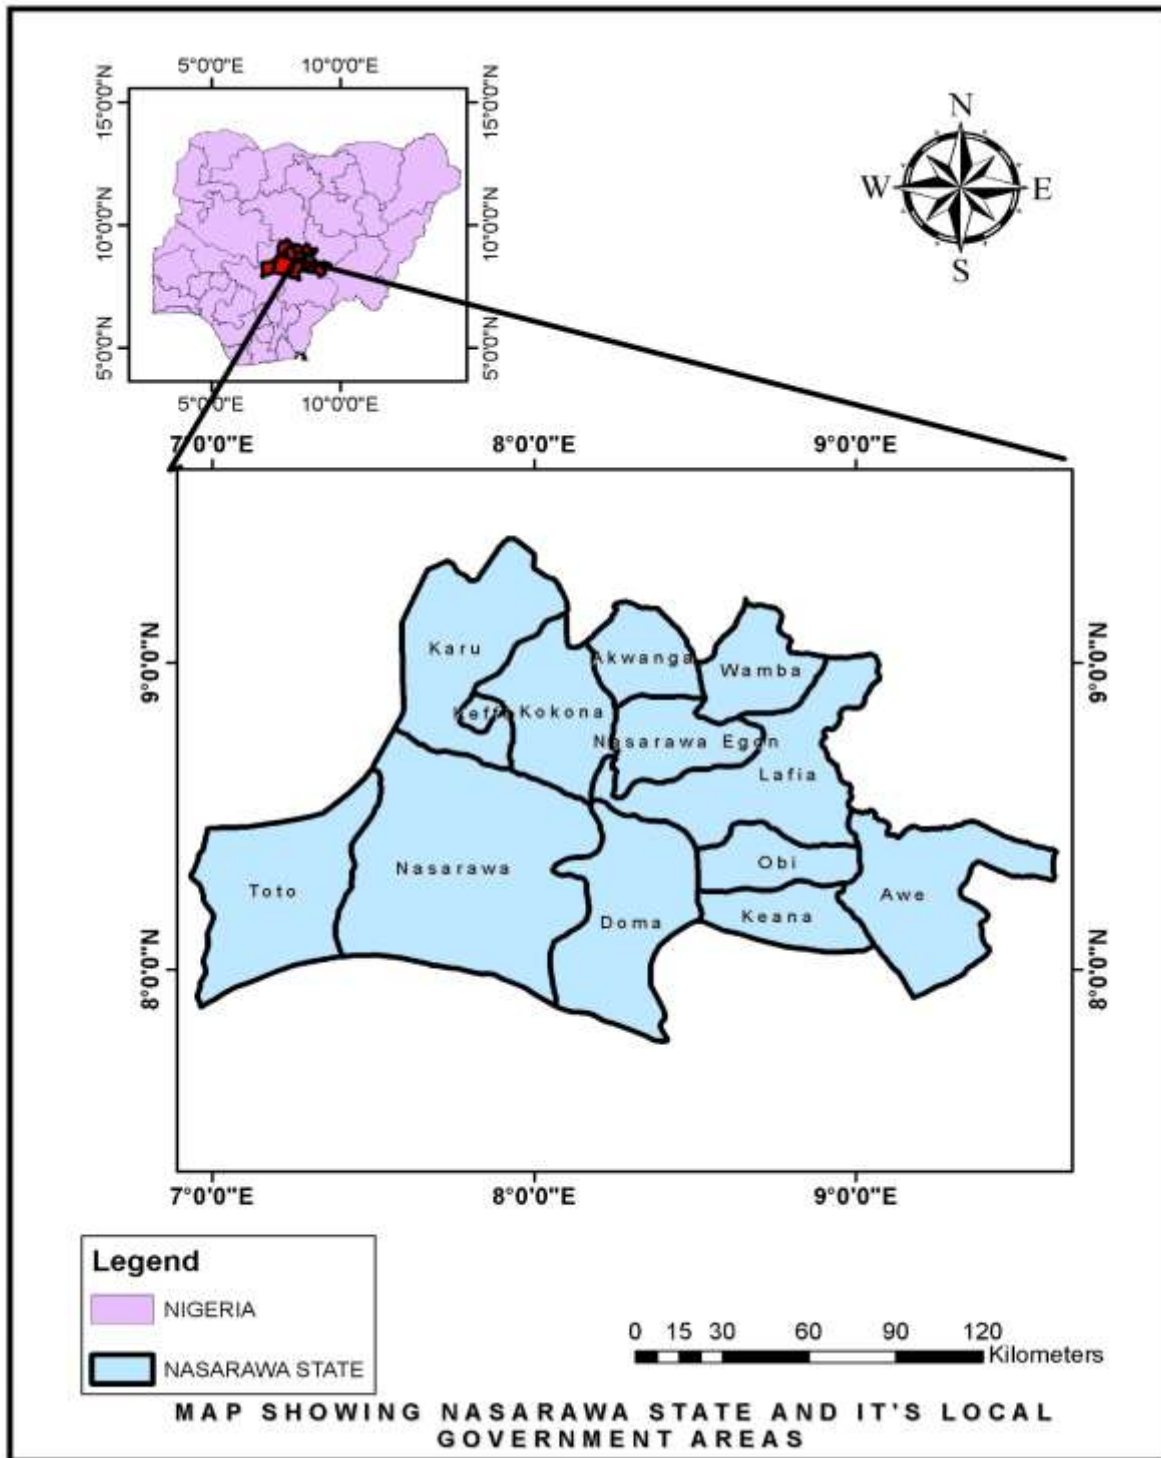 5°0'0"E 10°0'0"E
15°0'0"N 15°0'0"N
10°0'0"N 10°0'0"N
5°0'0"N 5°0'0"N
5°0'0"E 10°0'0"E
N
W E
S
7°0'0"E 8°0'0"E 9°0'0"E
9°0'0"N 9°0'0"N
8°0'0"N 8°0'0"N
Karu
Akwanga
Wamba
Keffi
Kokona
Nasarawa Egon
Lafia
Obi
Nasarawa
Toto
Awe
Keana
Doma
7°0'0"E 8°0'0"E 9°0'0"E
Legend
NIGERIA
NASARAWA STATE
0 15 30 60 90 120
Kilometers
MAP SHOWING NASARAWA STATE AND IT'S LOCAL
GOVERNMENT AREAS